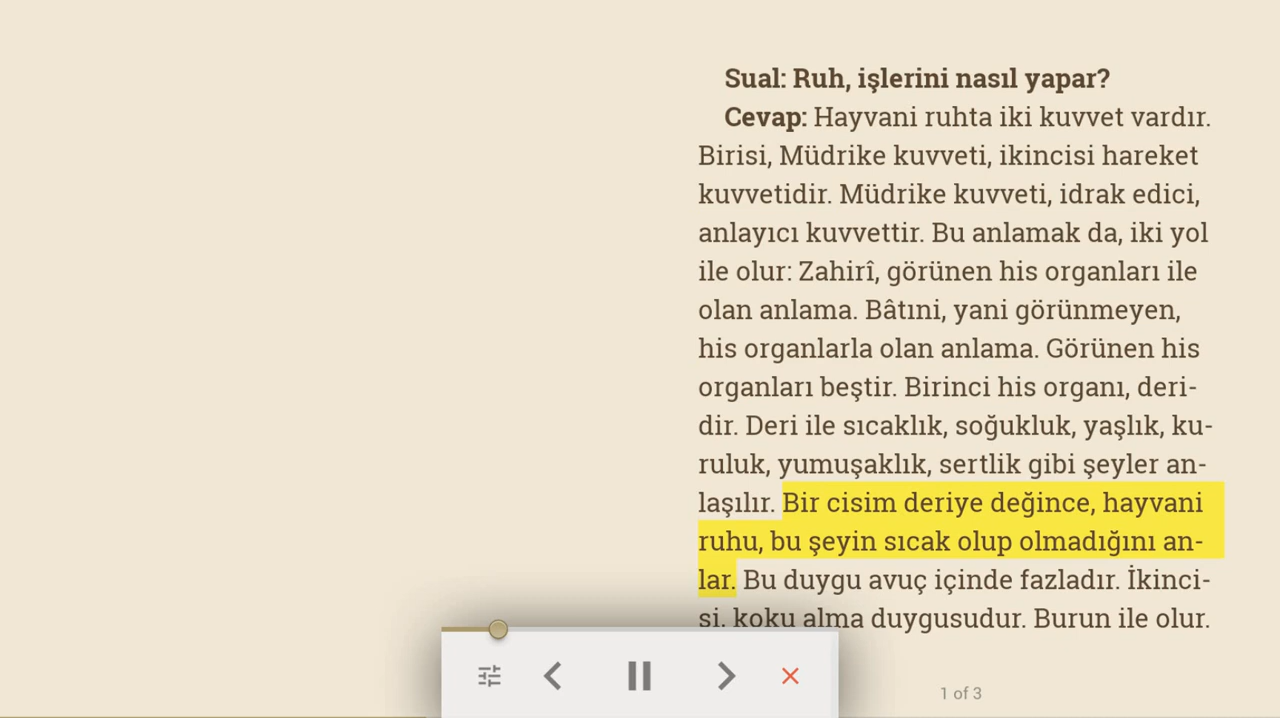 Sual: Ruh, işlerini nasıl yapar?
Cevap: Hayvani ruhta iki kuvvet vardır.
Birisi, Müdrike kuvveti, ikincisi hareket
kuvvetidir. Müdrike kuvveti, idrak edici,
anlayıcı kuvvettir. Bu anlamak da, iki yol
ile olur: Zahirî, görünen his organları ile
olan anlama. Bâtıni, yani görünmeyen,
his organlarla olan anlama. Görünen his
organları beştir. Birinci his organı, deri-
dir. Deri ile sıcaklık, soğukluk, yaşlık, ku-
ruluk, yumuşaklık, sertlik gibi şeyler an-
laşılır. Bir cisim deriye değince, hayvani
ruhu, bu şeyin sıcak olup olmadığını an-
lar. Bu duygu avuç içinde fazladır. İkinci-
si, koku alma duygusudur. Burun ile olur.
1 of 3